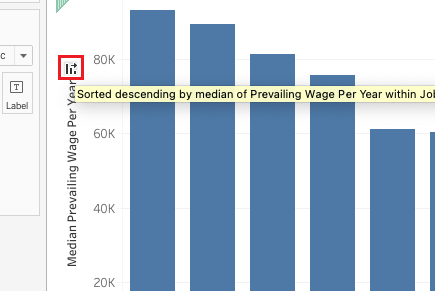 c
Label
80K
60K
40K
20K
Median Prevailing Wage Per Year
Sorted descending by median of Prevailing Wage Per Year within